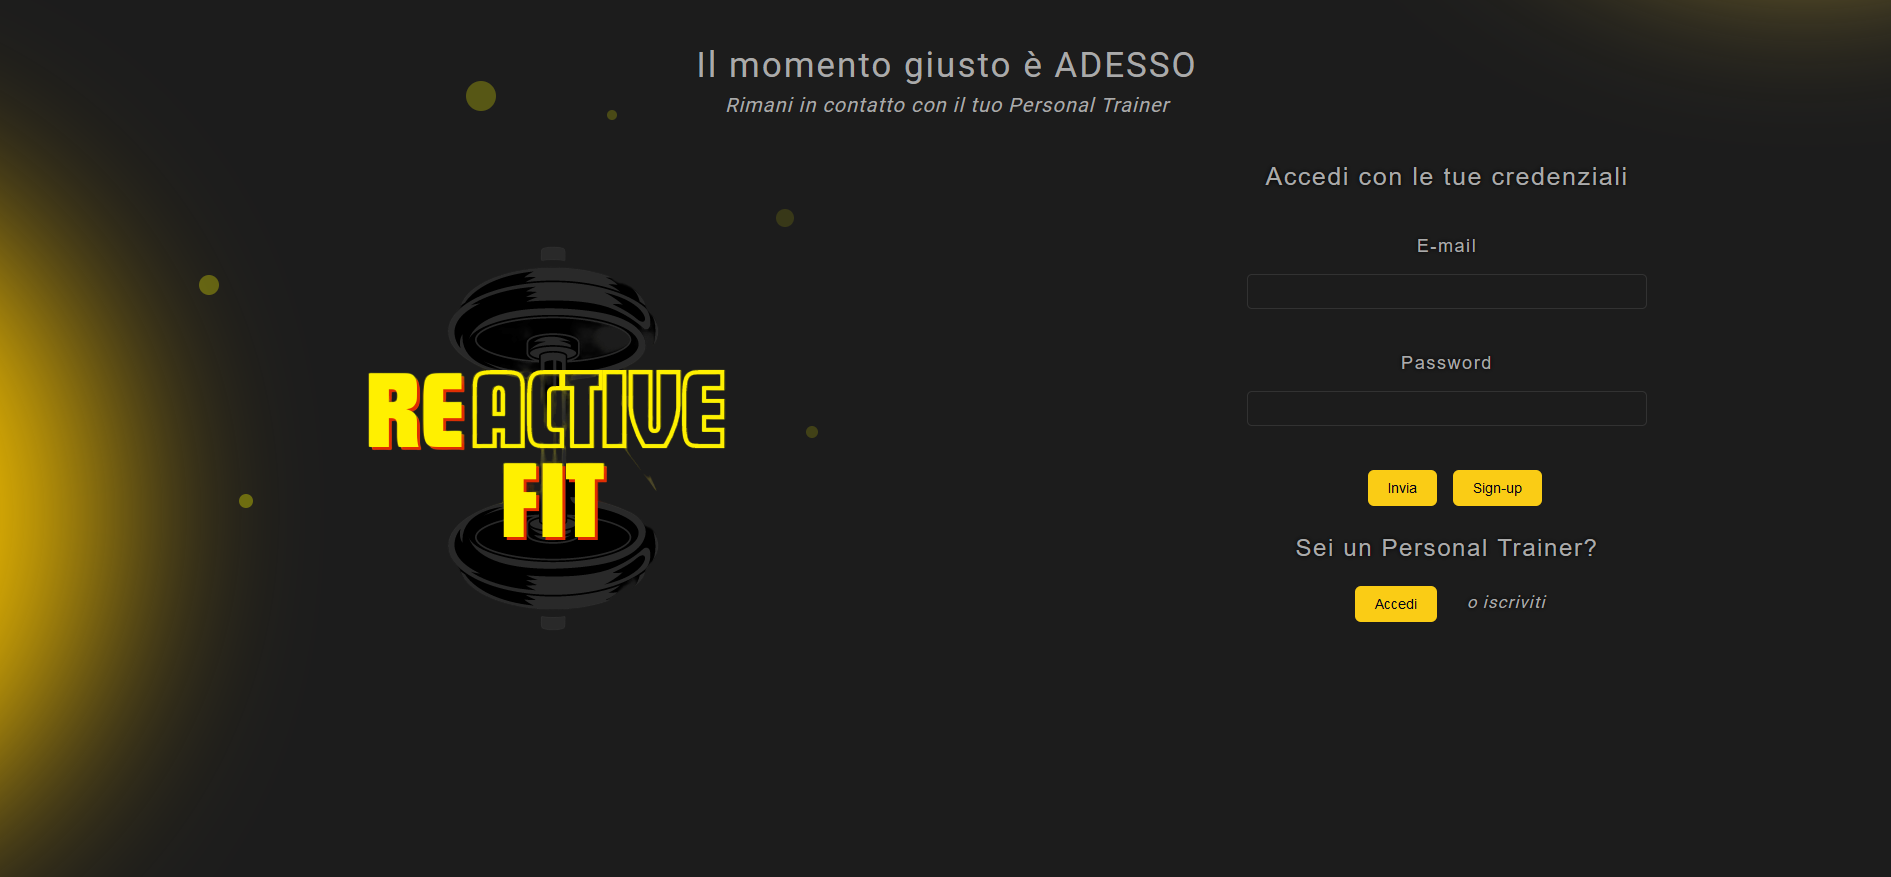 Il momento giusto è ADESSO
Rimani in contatto con il tuo Personal Trainer
REACTIVE
FIT
Accedi con le tue credenziali
E-mail
Password
Invia Sign-up
Sei un Personal Trainer?
Accedi o iscriviti